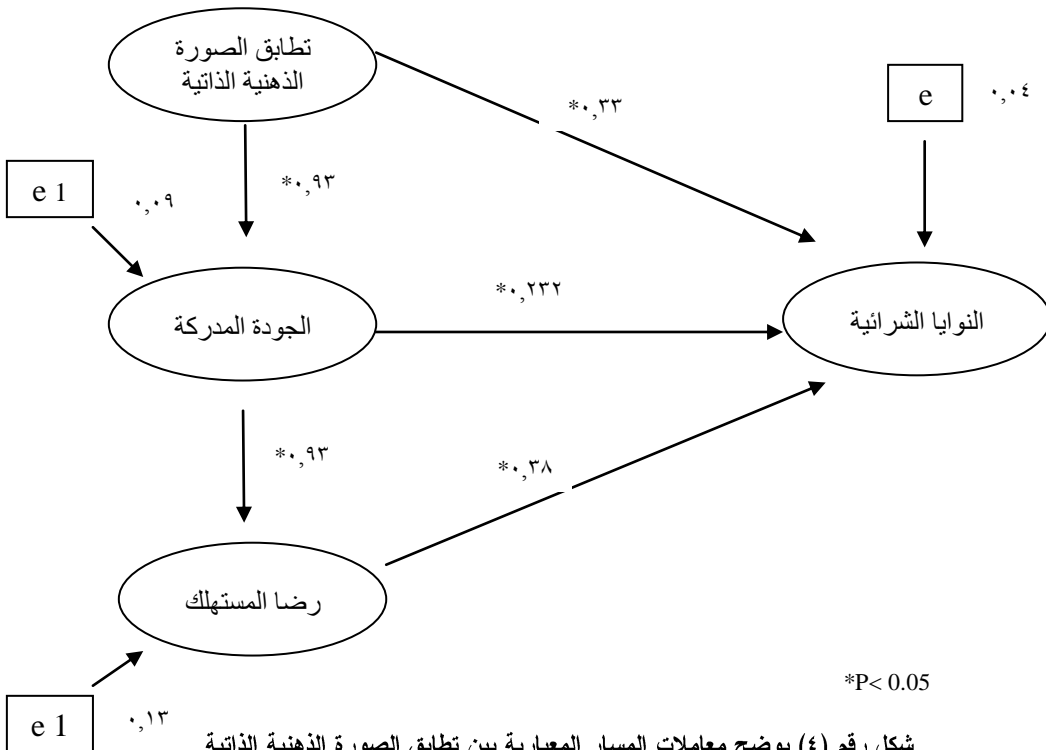 تطابق الصورة
الذهنية الذاتية
e
٠,٠٤
*٠,٣٣
e 1
٠,٠٩
*٠,٩٣
*٠,٢٣٢
الجودة المدركة
النوايا الشرائية
*٠,٩٣
*٠,٣٨
رضا المستهلك
*P< 0.05
e 1
٠,١٣
شكل رقم (٤) يوضح معاملات المسار المعيارية بين تطابق الصورة الذهنية الذاتية